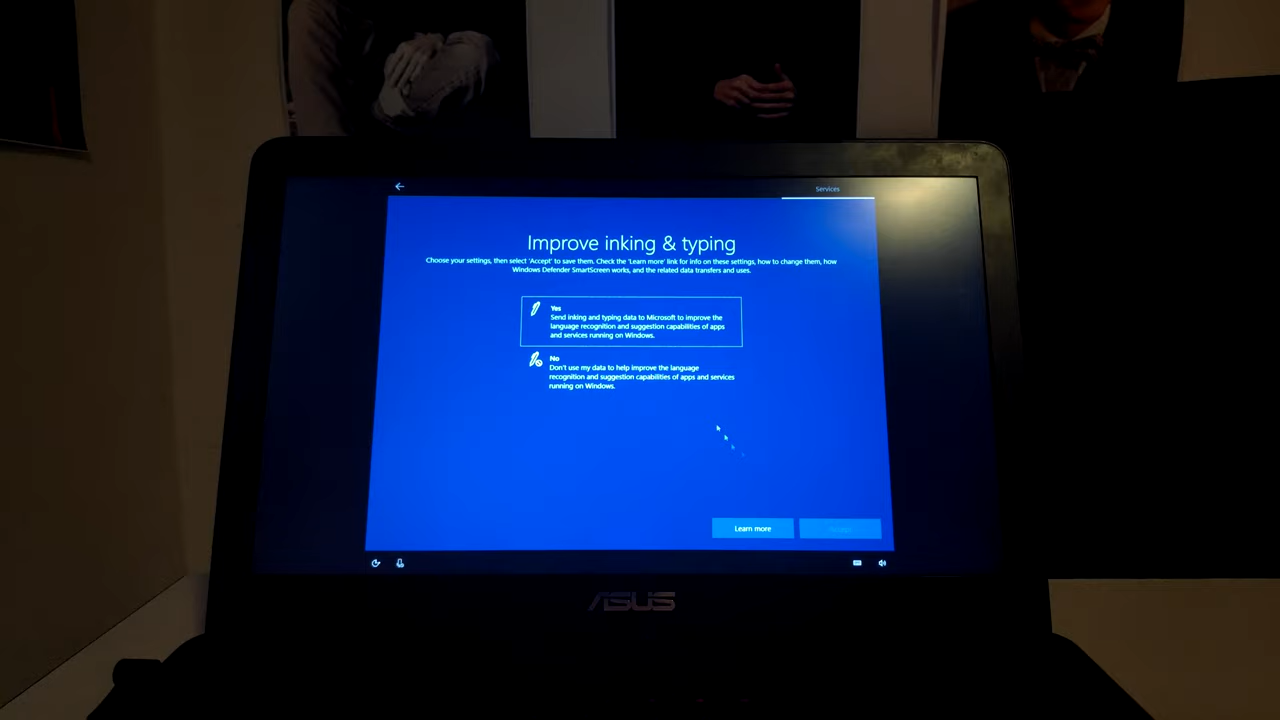 Services
Improve inking & typing
Choose your settings, then select 'Accept' to save them. Check the 'Learn more' link for info on these settings, how to change them, how
Windows Defender SmartScreen works, and the related data transfers and uses.
Yes
Send inking and typing data to Microsoft to improve the
language recognition and suggestion capabilities of apps
and services running on Windows.
No
Don't use my data to help improve the language
recognition and suggestion capabilities of apps and services
running on Windows.
Learn more
ASUS